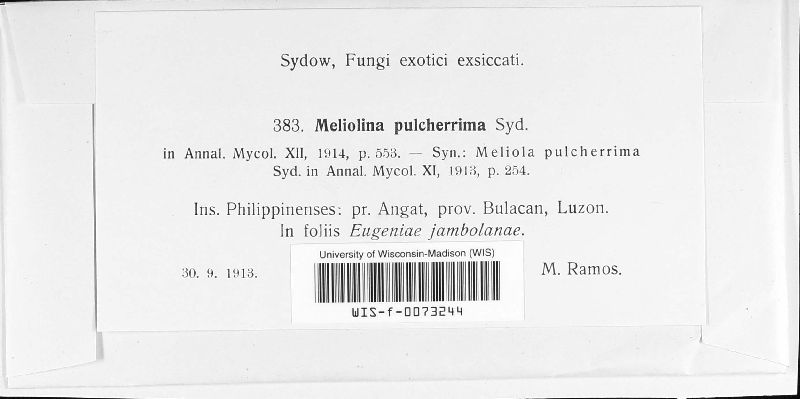 Sydow, Fungi exotici exsiccati.
383. Meliolina pulcherrima Syd.
in Annal. Mycol. XII, 1914, p. 553. — Syn.: Meliola pulcherrima
Syd. in Annal. Mycol. XI, 1913, p. 254.
Ins. Philippinenses: pr. Angat, prov. Bulacan, Luzon.
In foliis Eugeniae jambolanae.
30. 9. 1913. M. Ramos.
University of Wisconsin-Madison (WIS)
WIS-f-0073244